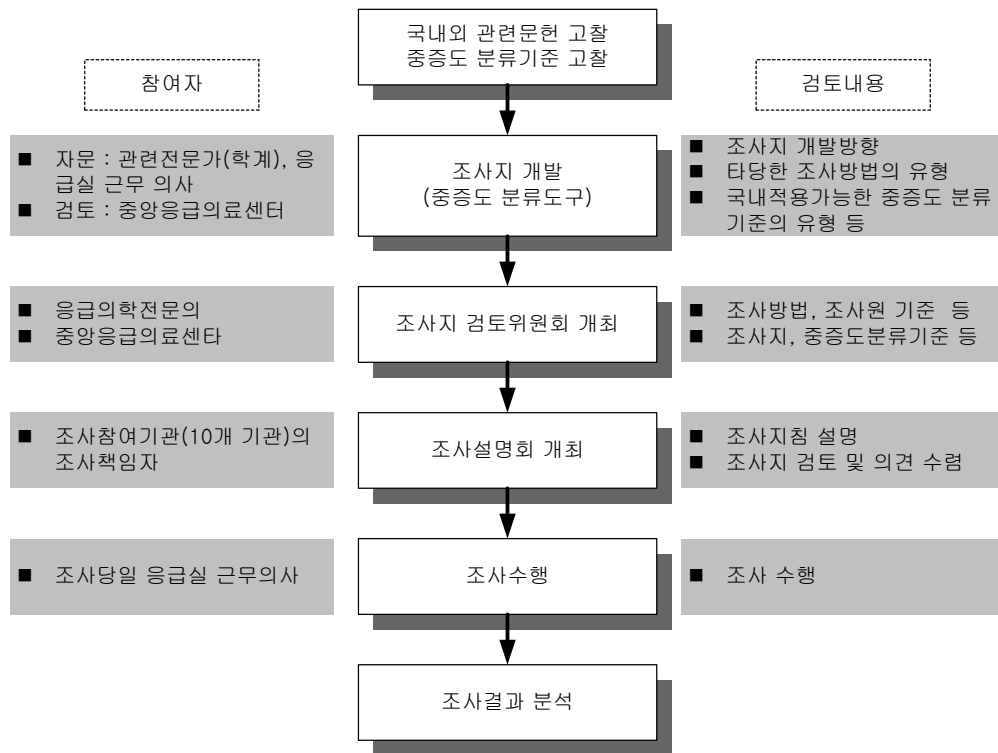 국내외 관련문헌 고찰
중증도 분류기준 고찰
참여자
검토내용
■ 자문 : 관련전문가(학계), 응
급실 근무 의사
■ 검토 : 중앙응급의료센터
조사지 개발
(중증도 분류도구)
■ 조사지 개발방향
■ 타당한 조사방법의 유형
■ 국내적용가능한 중증도 분류
기준의 유형 등
■ 응급의학전문의
■ 중앙응급의료센타
조사지 검토위원회 개최
■ 조사방법, 조사원 기준 등
■ 조사지, 중증도분류기준 등
■ 조사참여기관(10개 기관)의
조사책임자
조사설명회 개최
■ 조사지침 설명
■ 조사지 검토 및 의견 수렴
■ 조사당일 응급실 근무의사
조사수행
■ 조사 수행
조사결과 분석